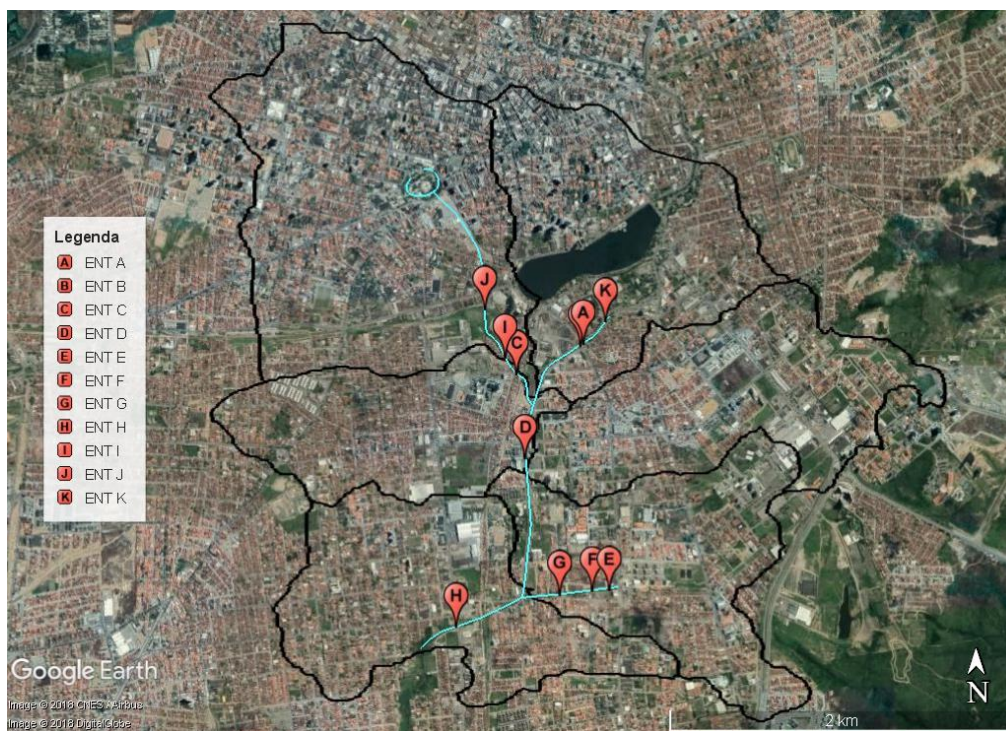 Legenda
A ENT A
B ENT B
C ENT C
D ENT D
E ENT E
F ENT F
G ENT G
H ENT H
I ENT I
J ENT J
K ENT K
J
K
A
I
C
D
G
F
E
H
Google Earth
Image © 2018 CNES / Airbus
Image © 2018 DigitalGlobe
N
2 km